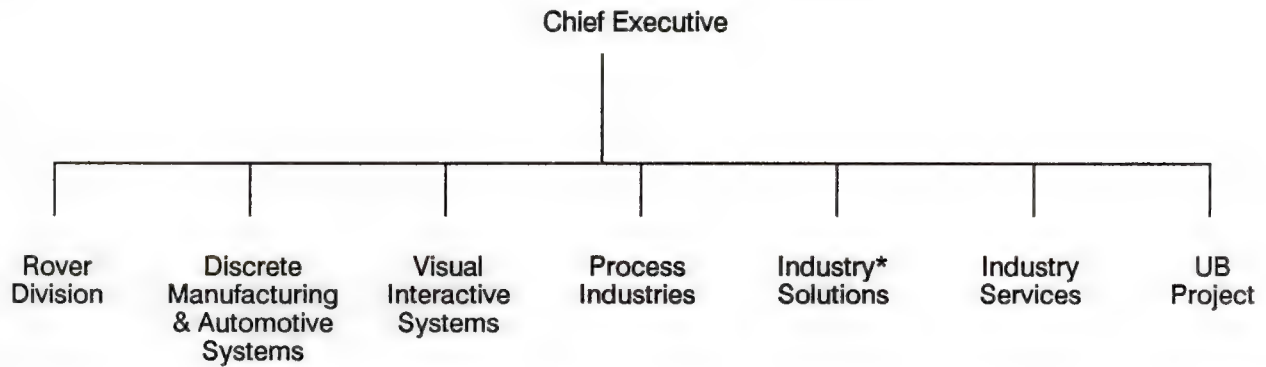 Chief Executive
Rover
Division
Discrete
Manufacturing
& Automotive
Systems
Visual
Interactive
Systems
Process
Industries
Industry*
Solutions
Industry
Services
UB
Project